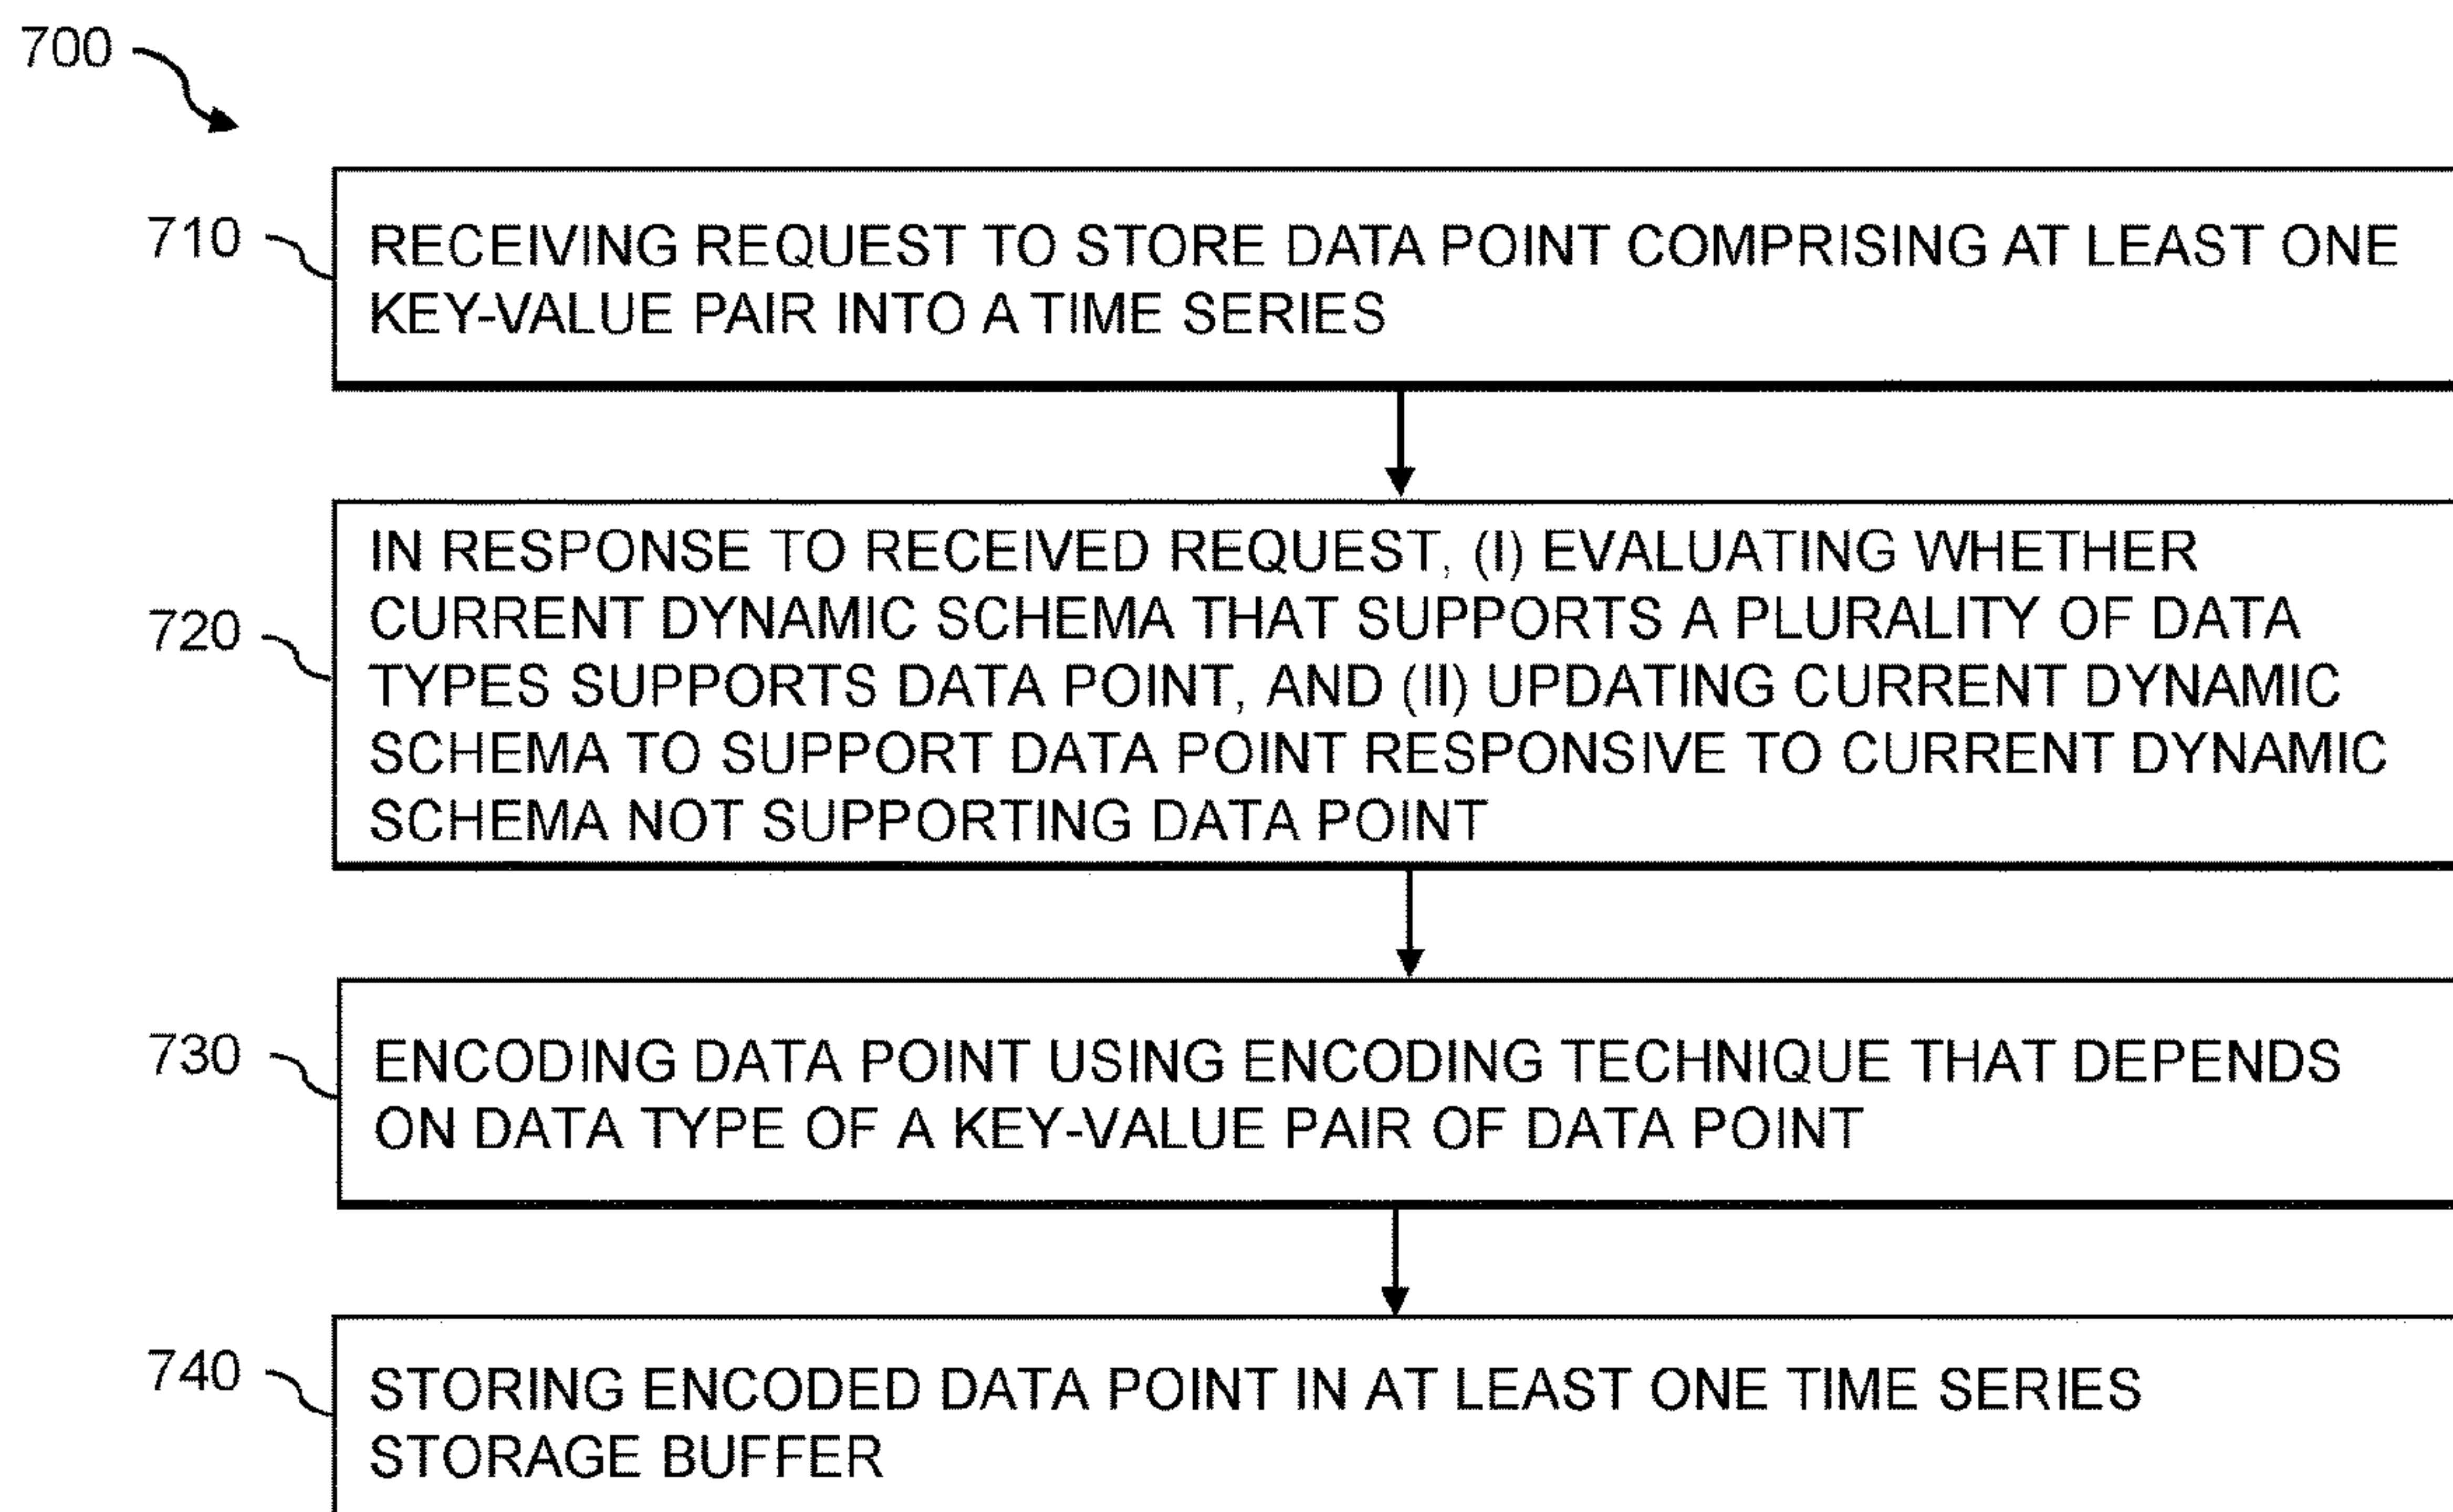 700
710
RECEIVING REQUEST TO STORE DATA POINT COMPRISING AT LEAST ONE
KEY-VALUE PAIR INTO A TIME SERIES
720
IN RESPONSE TO RECEIVED REQUEST, (I) EVALUATING WHETHER
CURRENT DYNAMIC SCHEMA THAT SUPPORTS A PLURALITY OF DATA
TYPES SUPPORTS DATA POINT, AND (II) UPDATING CURRENT DYNAMIC
SCHEMA TO SUPPORT DATA POINT RESPONSIVE TO CURRENT DYNAMIC
SCHEMA NOT SUPPORTING DATA POINT
730
ENCODING DATA POINT USING ENCODING TECHNIQUE THAT DEPENDS
ON DATA TYPE OF A KEY-VALUE PAIR OF DATA POINT
740
STORING ENCODED DATA POINT IN AT LEAST ONE TIME SERIES
STORAGE BUFFER